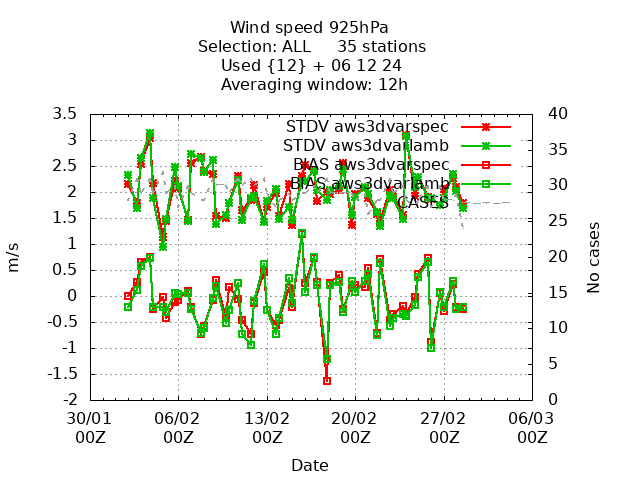 Wind speed 925hPa
Selection: ALL 35 stations
Used {12} + 06 12 24
Averaging window: 12h
STDV aws3dvarspec
STDV aws3dvarlamb
BIAS aws3dvarspec
BIAS aws3dvarlamb
CASES
m/s
3.5
3
2.5
2
1.5
1
0.5
0
-0.5
-1
-1.5
-2
No cases
40
35
30
25
20
15
10
5
0
30/01 06/02 13/02 20/02 27/02 06/03
00Z 00Z 00Z 00Z 00Z 00Z
Date